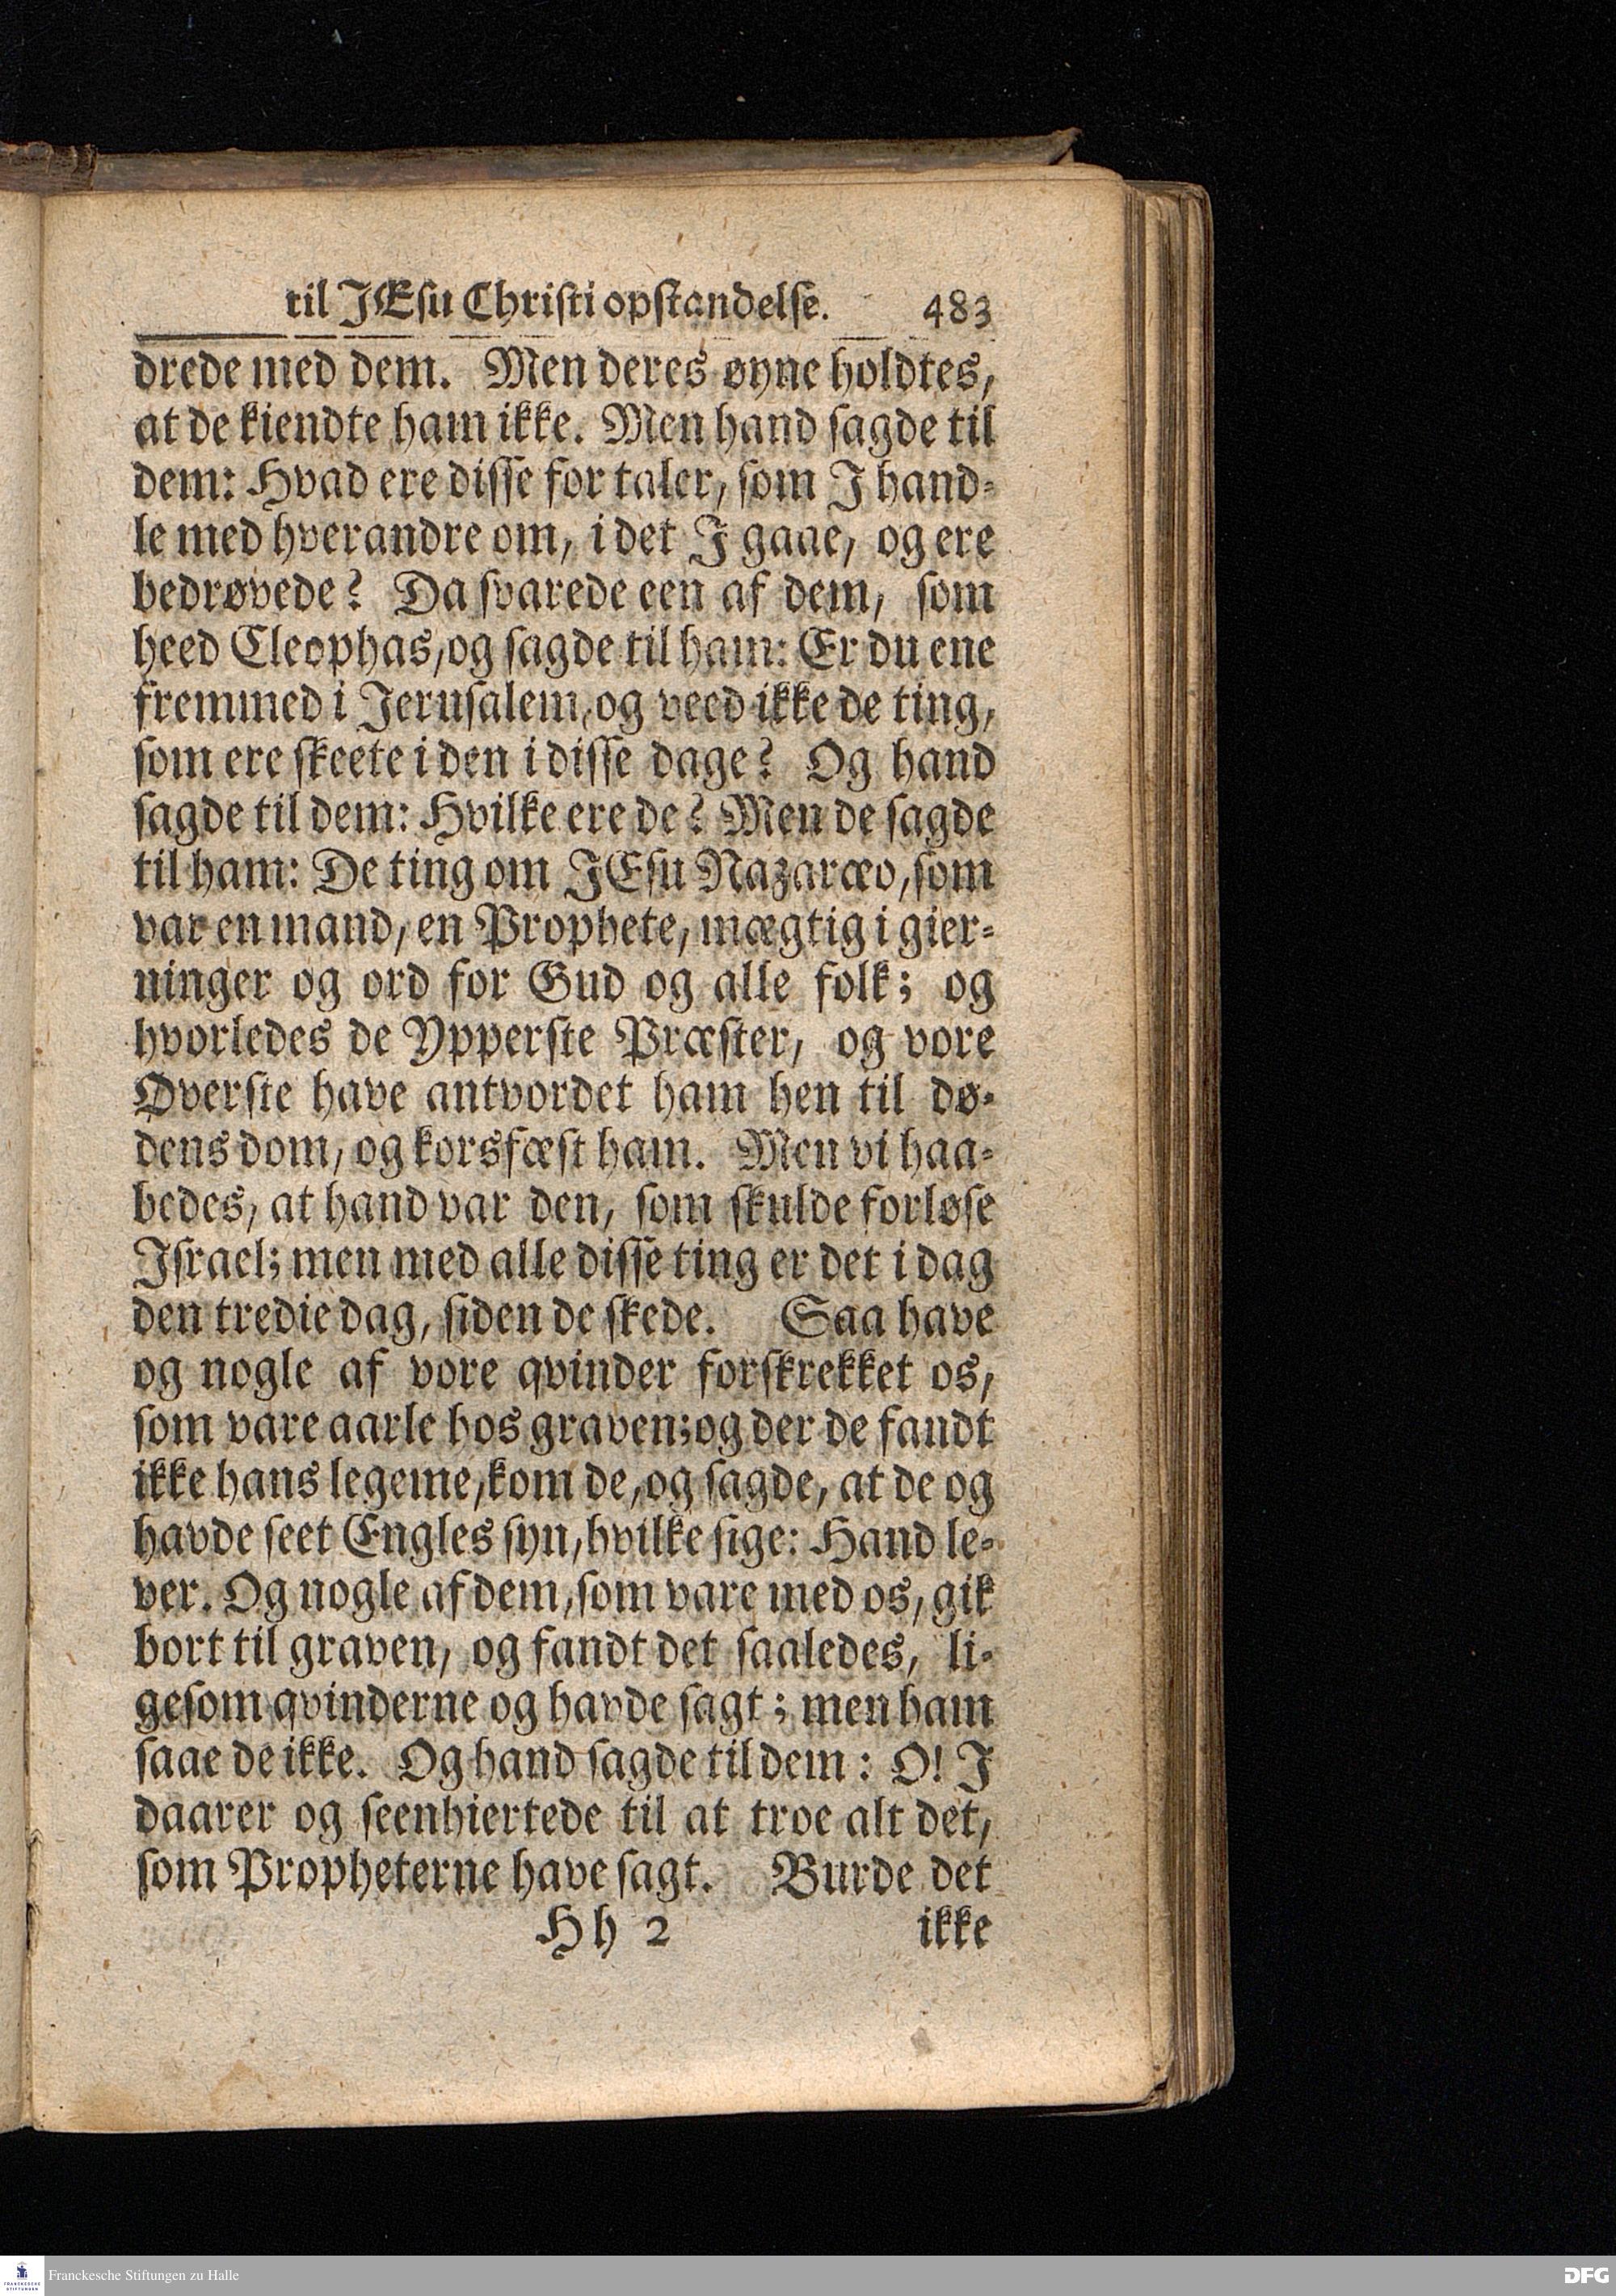 til JEsu Christi opstandelse. 483
drede med dem. Men deres øyne holdtes,
at de kiendte ham ikke. Men hand sagde til
dem: Hvad ere disse for taler, som J hand-
le med hverandre om, i det J gaae, og ere
bedrøvede? Da svarede een af dem, som
heed Cleophas, og sagde til ham: Er du ene
fremmed i Jerusalem, og veed ikke de ting,
som ere skeete i den i disse dage? Og hand
sagde til dem: Hvilke ere de? Men de sagde
til ham: De ting om JEsu Nazaræo, som
var en mand, en Prophete, mægtig i gier-
ninger og ord for Gud og alle folk; og
hvorledes de Ypperste Præster, og vore
Øverste have antvordet ham hen til dø-
dens dom, og korsfæst ham. Men vi haa-
bedes, at hand var den, som skulde forløse
Israel; men med alle disse ting er det i dag
den tredie dag, siden de skede. Saa have
og nogle af vore qvinder forskrekket os,
som vare aarle hos graven; og der de fandt
ikke hans legeme, kom de, og sagde, at de og
havde seet Engles syn, hvilke sige: Hand le-
ver. Og nogle af dem, som vare med os, gik
bort til graven, og fandt det saaledes, li-
gesom qvinderne og havde sagt; men ham
saae de ikke. Og hand sagde til dem: O! J
daarer og seenhiertede til at troe alt det,
som Propheterne have sagt. Burde det
Hh 2 ikke
FRANCKESCHE STIFTUNGEN
Franckesche Stiftungen zu Halle
DFG